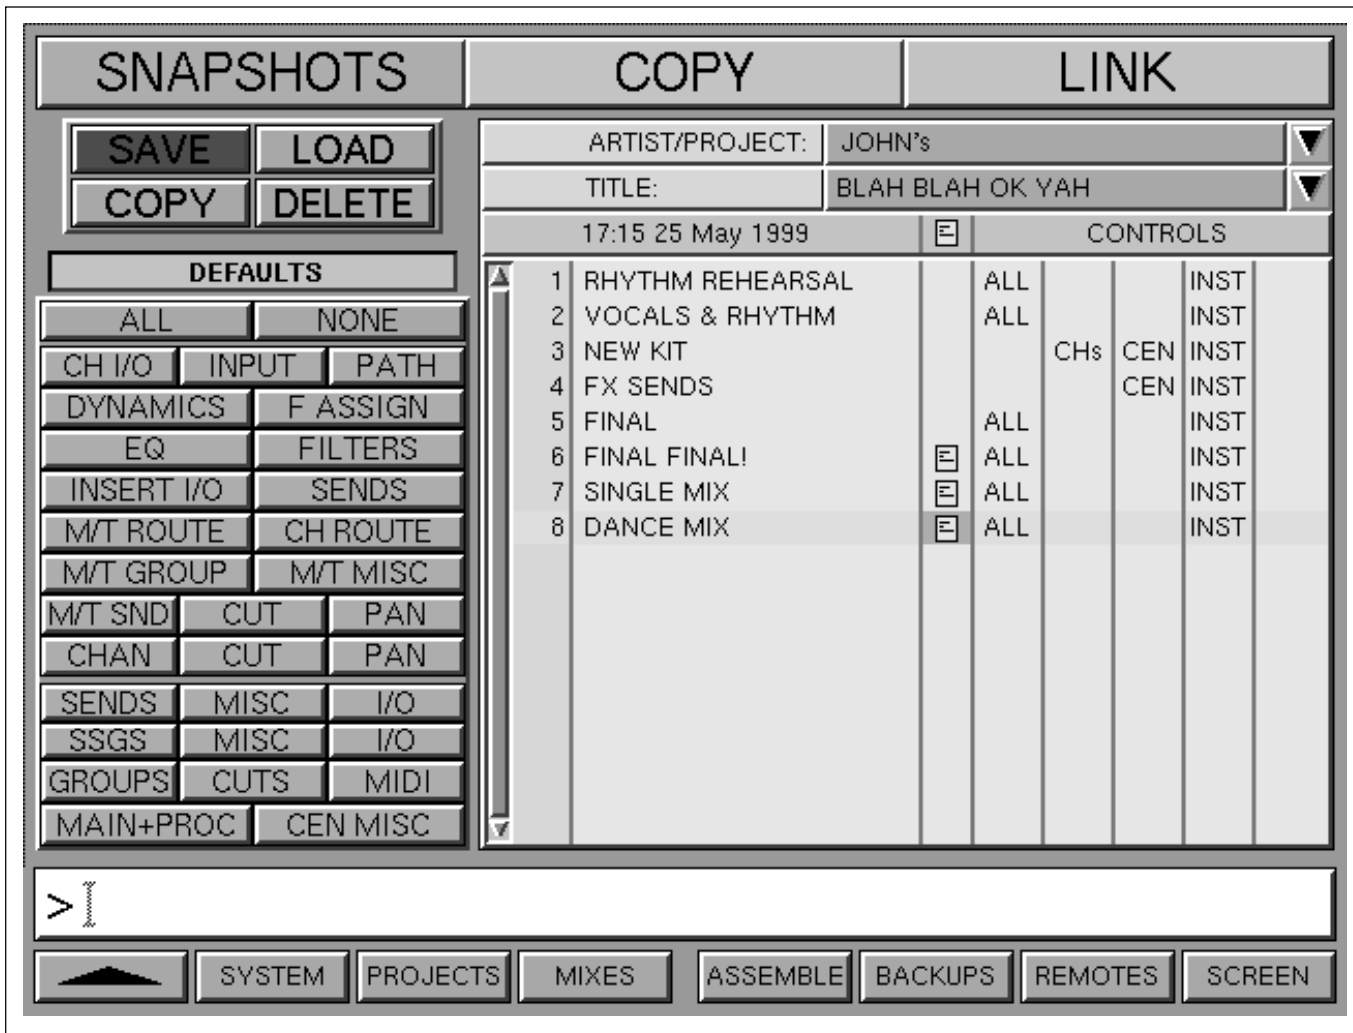 SNAPSHOTS COPY LINK
SAVE LOAD
COPY DELETE
DEFAULTS
ALL NONE
CH I/O INPUT PATH
DYNAMICS F ASSIGN
EQ FILTERS
INSERT I/O SENDS
M/T ROUTE CH ROUTE
M/T GROUP M/T MISC
M/T SND CUT PAN
CHAN CUT PAN
SENDS MISC I/O
SSGS MISC I/O
GROUPS CUTS MIDI
MAIN+PROC CEN MISC
ARTIST/PROJECT: JOHN's
TITLE: BLAH BLAH OK YAH
17:15 25 May 1999 CONTROLS
1 RHYTHM REHEARSAL ALL INST
2 VOCALS & RHYTHM ALL INST
3 NEW KIT CHs CEN INST
4 FX SENDS CEN INST
5 FINAL ALL INST
6 FINAL FINAL! ALL INST
7 SINGLE MIX ALL INST
8 DANCE MIX ALL INST
>
SYSTEM PROJECTS MIXES ASSEMBLE BACKUPS REMOTES SCREEN